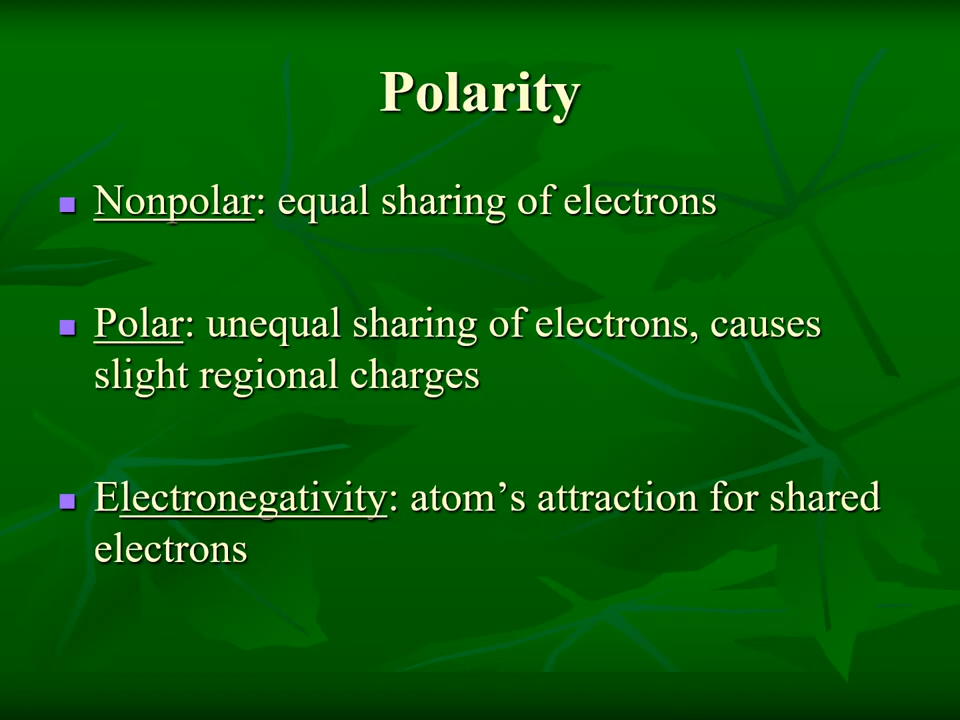 Polarity
Nonpolar: equal sharing of electrons
Polar: unequal sharing of electrons, causes
slight regional charges
Electronegativity: atom’s attraction for shared
electrons